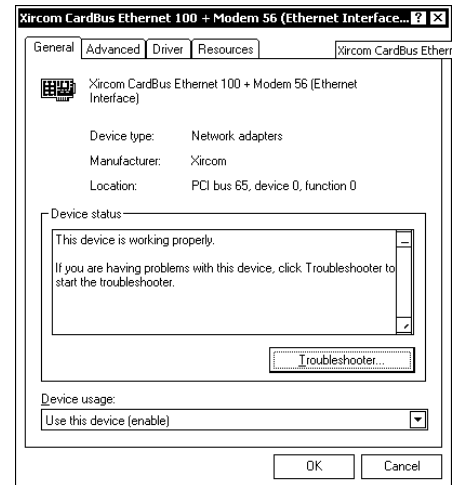 Xircom CardBus Ethernet 100 + Modem 56 (Ethernet Interface... ? X
General Advanced Driver Resources Xircom CardBus Ether
Xircom CardBus Ethernet 100 + Modem 56 (Ethernet
Interface)
Device type: Network adapters
Manufacturer: Xircom
Location: PCI bus 65, device 0, function 0
Device status
This device is working properly.
If you are having problems with this device, click Troubleshooter to
start the troubleshooter.
Troubleshooter...
Device usage:
Use this device (enable)
OK Cancel